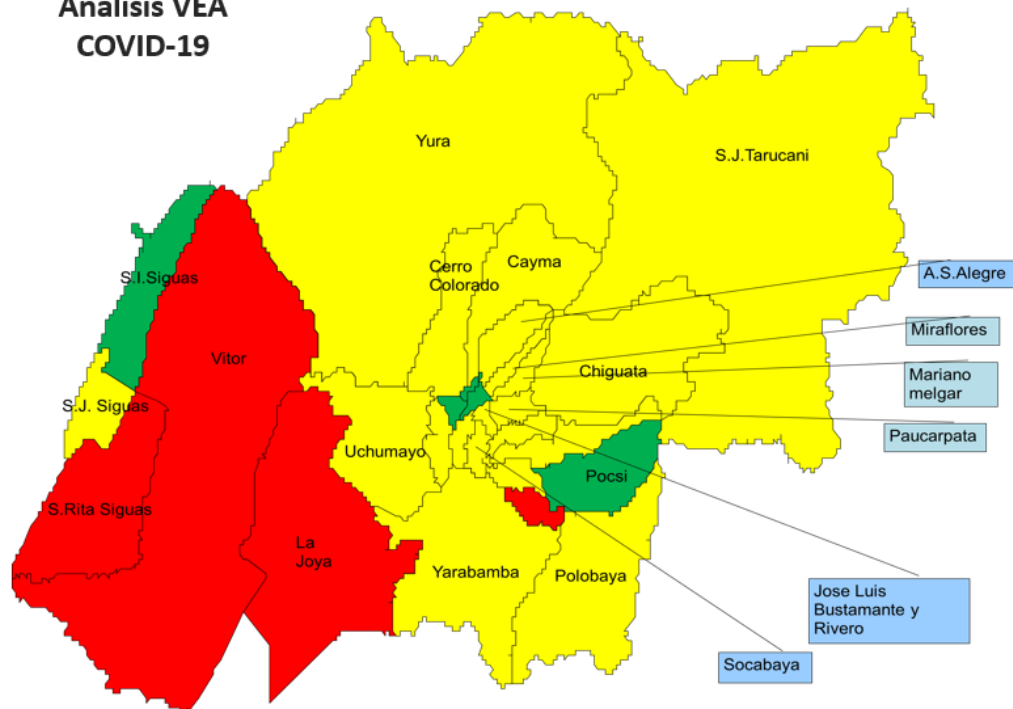 Análisis VEA
COVID-19
Yura
S.J.Tarucani
Cerro
Colorado
Cayma
A.S.Alegre
S.I.Siguas
Miraflores
Vitor
Chiguata
Mariano
melgar
S.J. Siguas
Paucarpata
Uchumayo
Pocsi
S.Rita Siguas
La
Joya
Yarabamba
Polobaya
Jose Luis
Bustamante y
Rivero
Socabaya